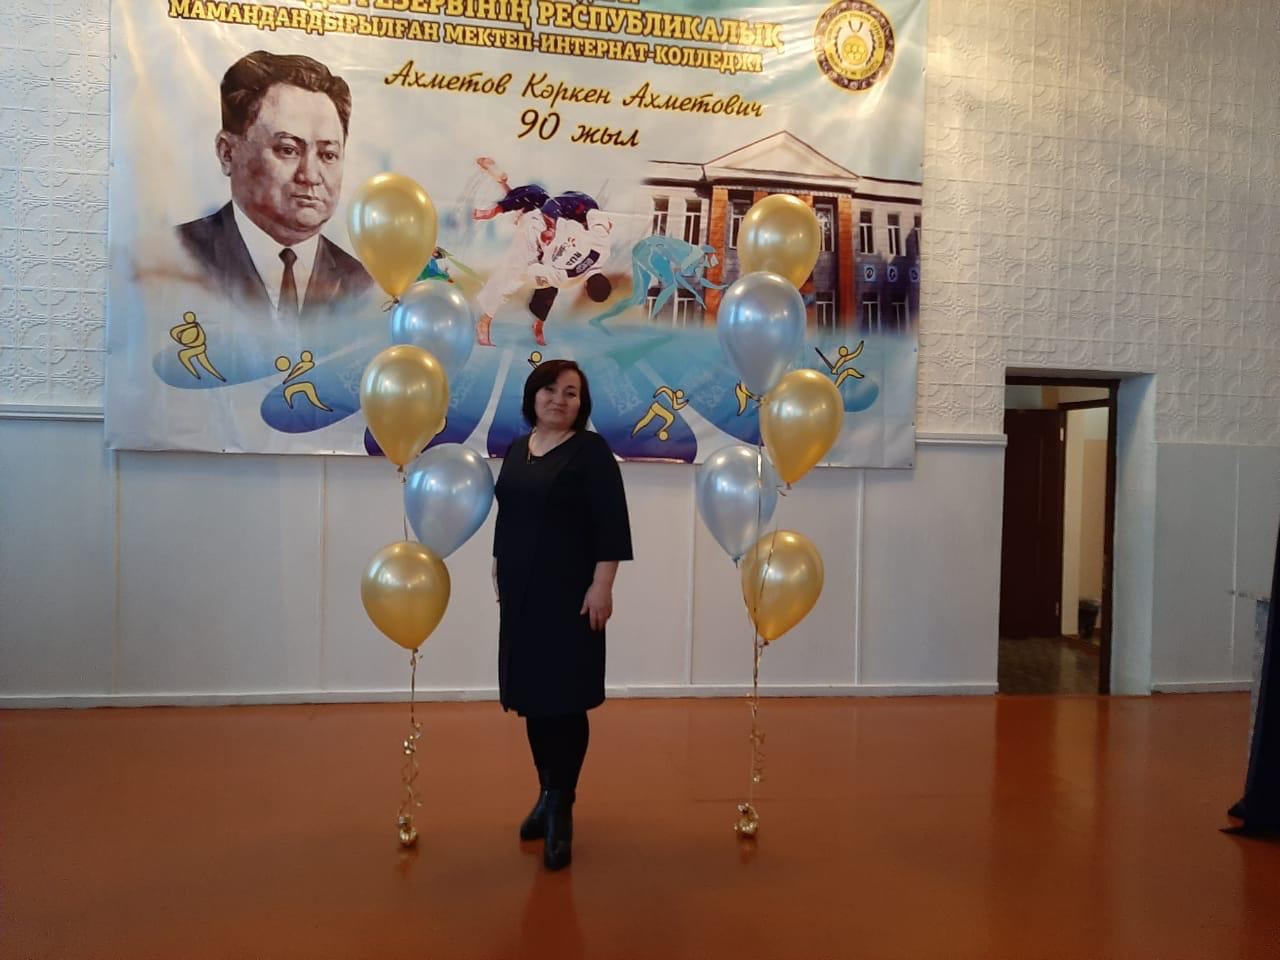 РЕЗЕРВІНІҢ РЕСПУБЛИКАЛЫҚ
МАМАНДАНДЫРЫЛҒАН МЕКТЕП-ИНТЕРНАТ-КОЛЛЕДЖІ
Ахметов Кәркен Ахметович
90 жыл